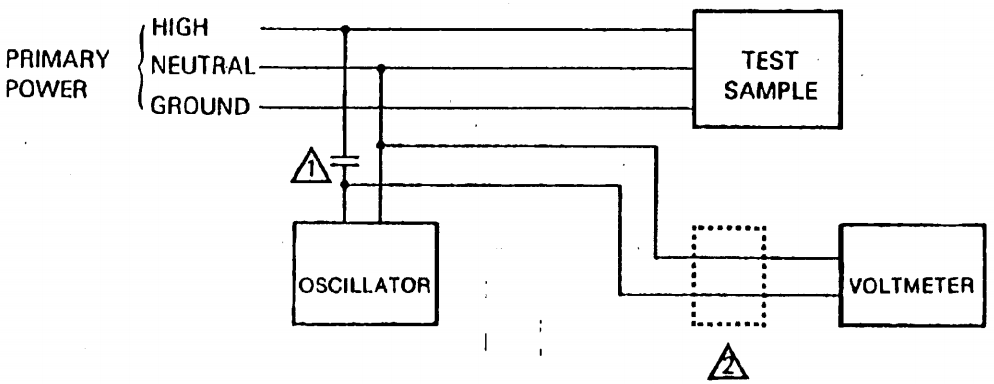 HIGH
PRIMARY
POWER
NEUTRAL
GROUND
TEST
SAMPLE
1
OSCILLATOR
VOLTMETER
2